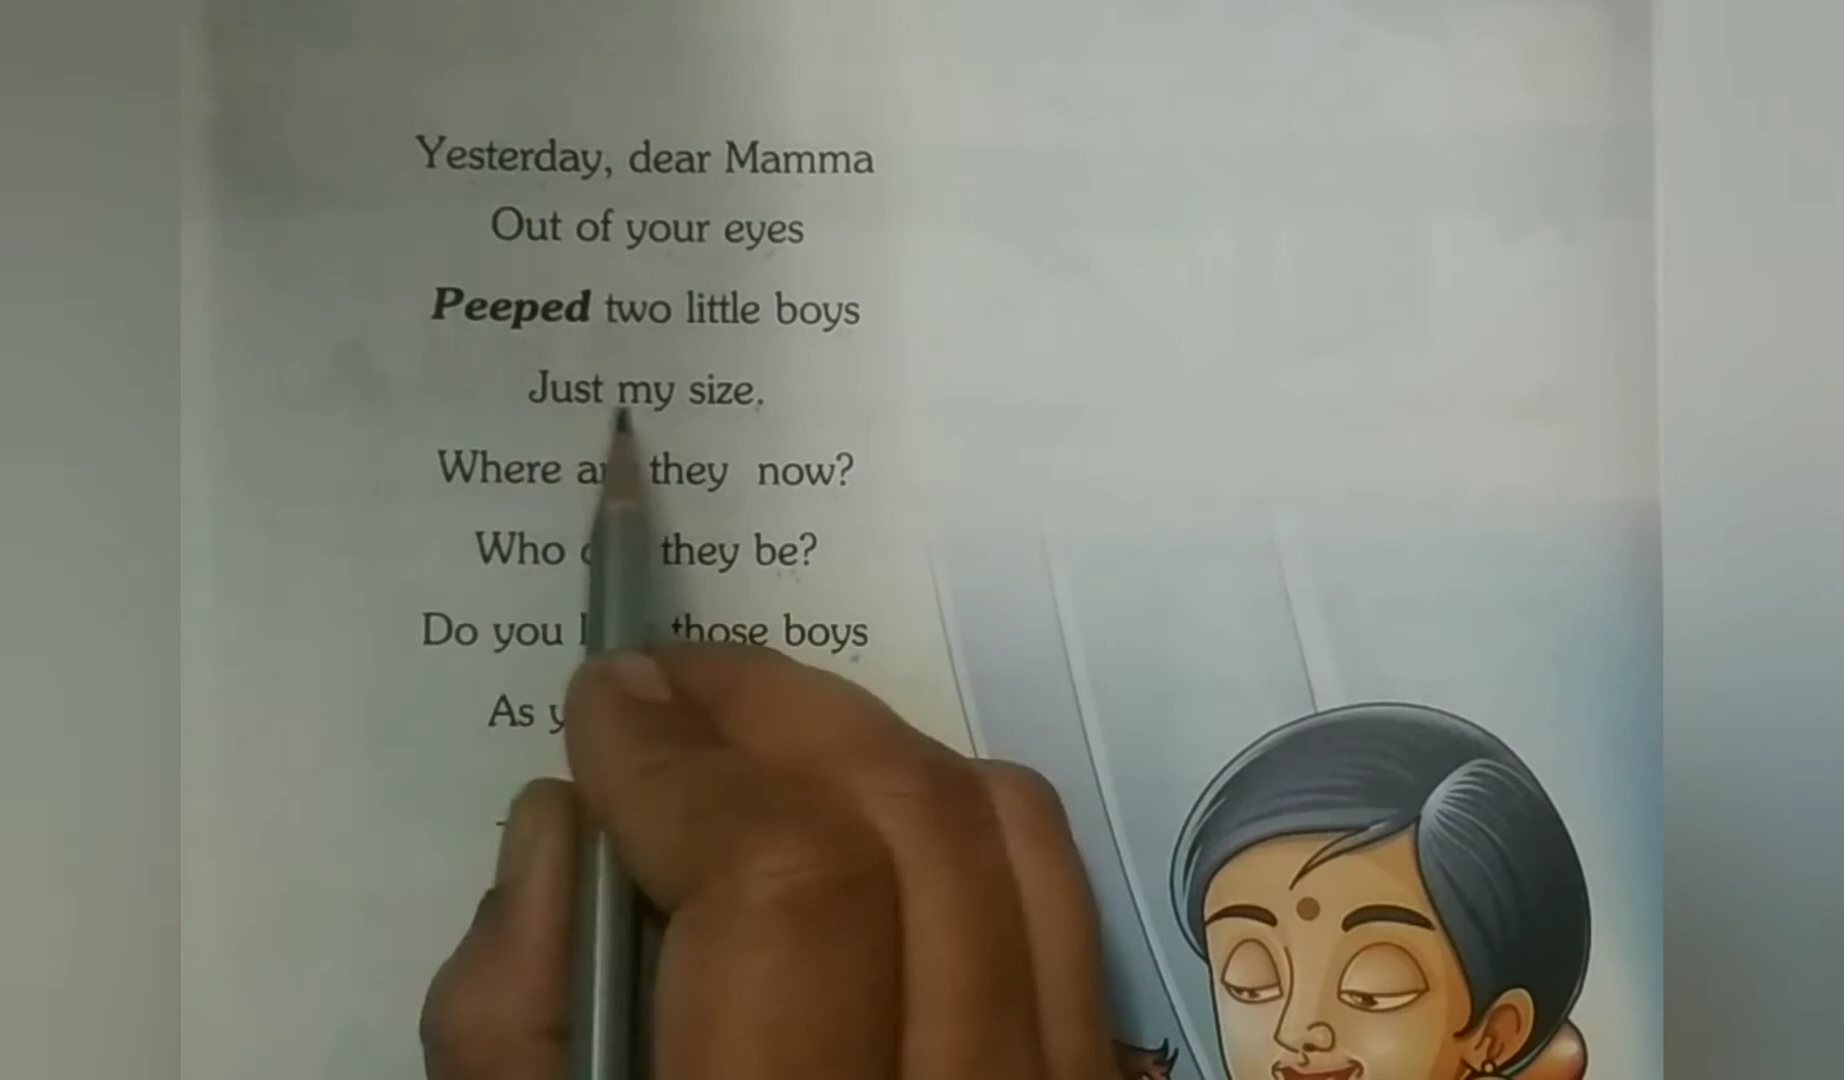 Yesterday, dear Mamma
Out of your eyes
Peeped two little boys
Just my size.
Where they now?
Who they be?
Do you those boys
As